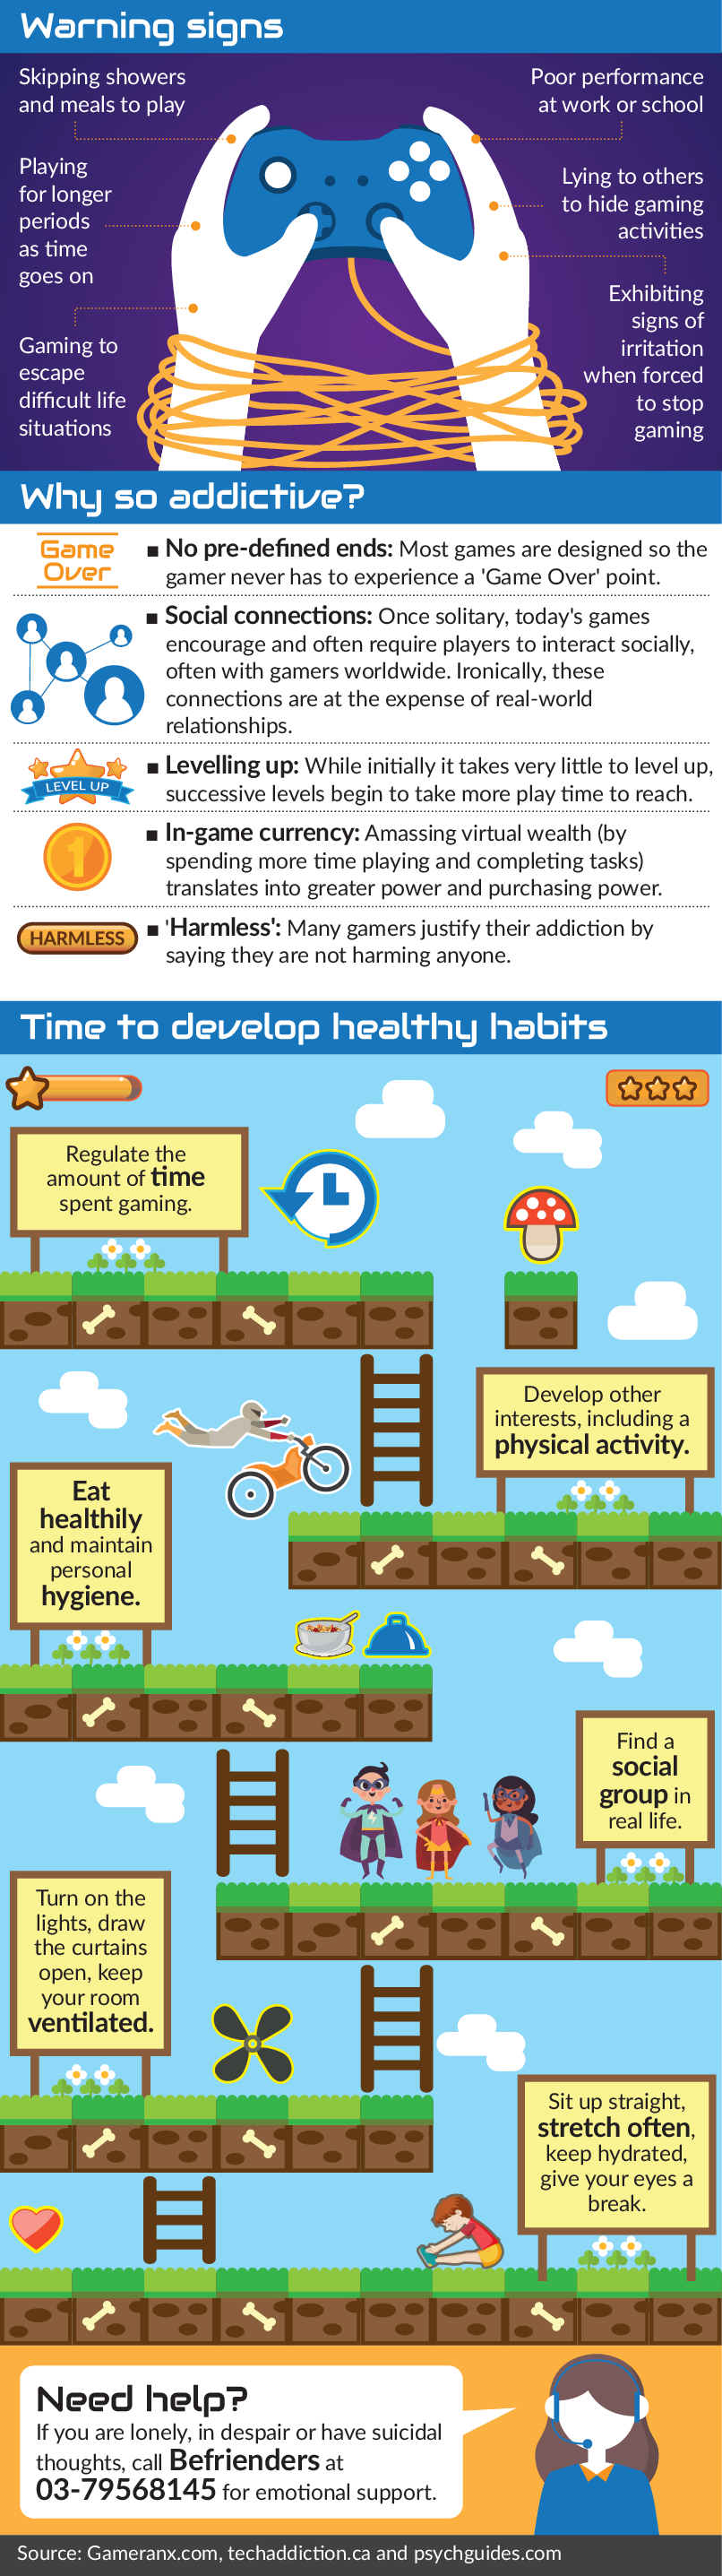 Warning signs
Skipping showers
and meals to play
Playing
for longer
periods
as time
goes on
Gaming to
escape
difficult life
situations
Poor performance
at work or school
Lying to others
to hide gaming
activities
Exhibiting
signs of
irritation
when forced
to stop
gaming
Why so addictive?
Game
Over
■ No pre-defined ends: Most games are designed so the
gamer never has to experience a 'Game Over' point.
■ Social connections: Once solitary, today's games
encourage and often require players to interact socially,
often with gamers worldwide. Ironically, these
connections are at the expense of real-world
relationships.
LEVEL UP
■ Levelling up: While initially it takes very little to level up,
successive levels begin to take more play time to reach.
1
■ In-game currency: Amassing virtual wealth (by
spending more time playing and completing tasks)
translates into greater power and purchasing power.
HARMLESS
■ 'Harmless': Many gamers justify their addiction by
saying they are not harming anyone.
Time to develop healthy habits
Regulate the
amount of time
spent gaming.
Develop other
interests, including a
physical activity.
Eat
healthily
and maintain
personal
hygiene.
Find a
social
group in
real life.
Turn on the
lights, draw
the curtains
open, keep
your room
ventilated.
Sit up straight,
stretch often,
keep hydrated,
give your eyes a
break.
Need help?
If you are lonely, in despair or have suicidal
thoughts, call Befrienders at
03-79568145 for emotional support.
Source: Gameranx.com, techaddiction.ca and psychguides.com